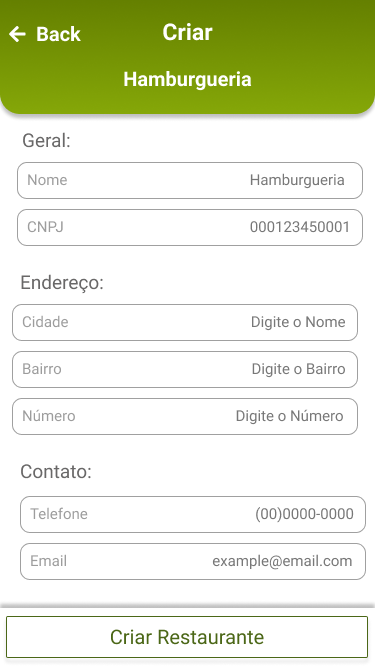 Back Criar
Hamburgueria
Geral:
Nome Hamburgueria
CNPJ 000123450001
Endereço:
Cidade Digite o Nome
Bairro Digite o Bairro
Número Digite o Número
Contato:
Telefone (00)0000-0000
Email example@email.com
Criar Restaurante